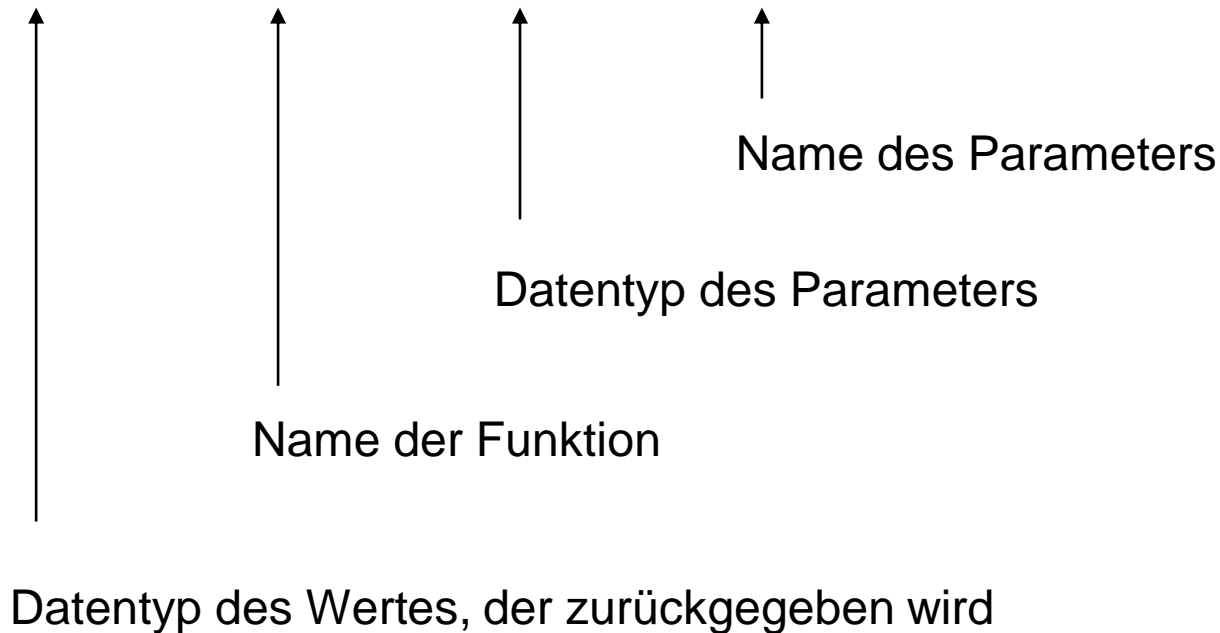 Name des Parameters
Datentyp des Parameters
Name der Funktion
Datentyp des Wertes, der zurückgegeben wird